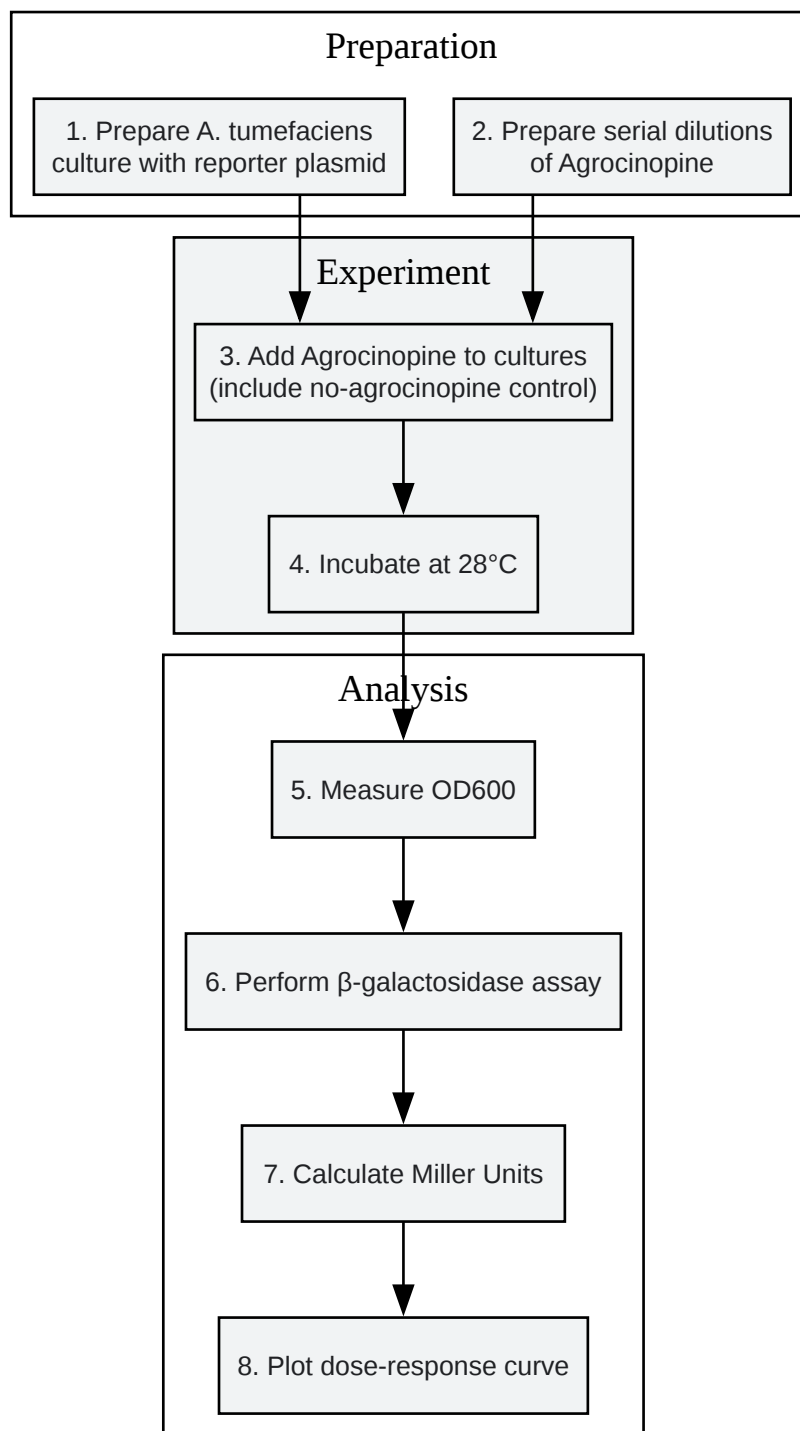 Preparation
1. Prepare A. tumefaciens
culture with reporter plasmid
2. Prepare serial dilutions
of Agrocinopine
Experiment
3. Add Agrocinopine to cultures
(include no-agrocinopine control)
4. Incubate at 28°C
Analysis
5. Measure OD600
6. Perform β-galactosidase assay
7. Calculate Miller Units
8. Plot dose-response curve